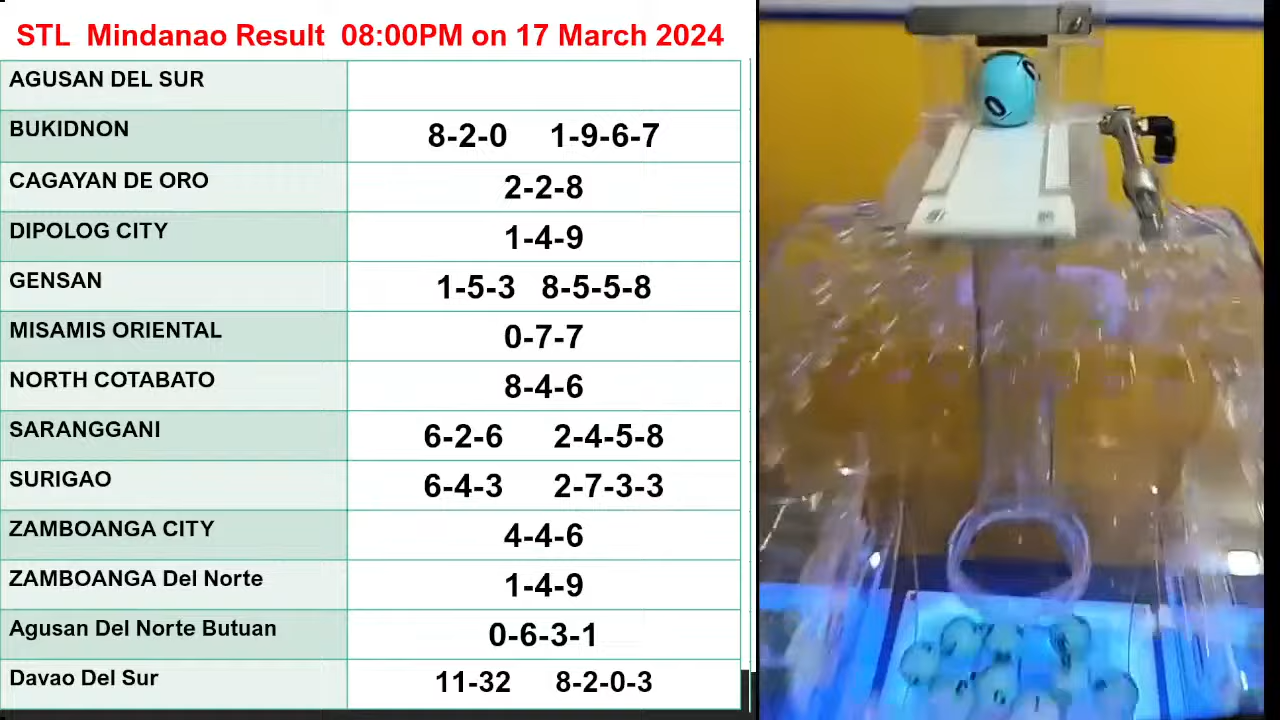 STL Mindanao Result 08:00PM on 17 March 2024
AGUSAN DEL SUR
BUKIDNON 8-2-0 1-9-6-7
CAGAYAN DE ORO 2-2-8
DIPOLOG CITY 1-4-9
GENSAN 1-5-3 8-5-5-8
MISAMIS ORIENTAL 0-7-7
NORTH COTABATO 8-4-6
SARANGGANI 6-2-6 2-4-5-8
SURIGAO 6-4-3 2-7-3-3
ZAMBOANGA CITY 4-4-6
ZAMBOANGA Del Norte 1-4-9
Agusan Del Norte Butuan 0-6-3-1
Davao Del Sur 11-32 8-2-0-3
0